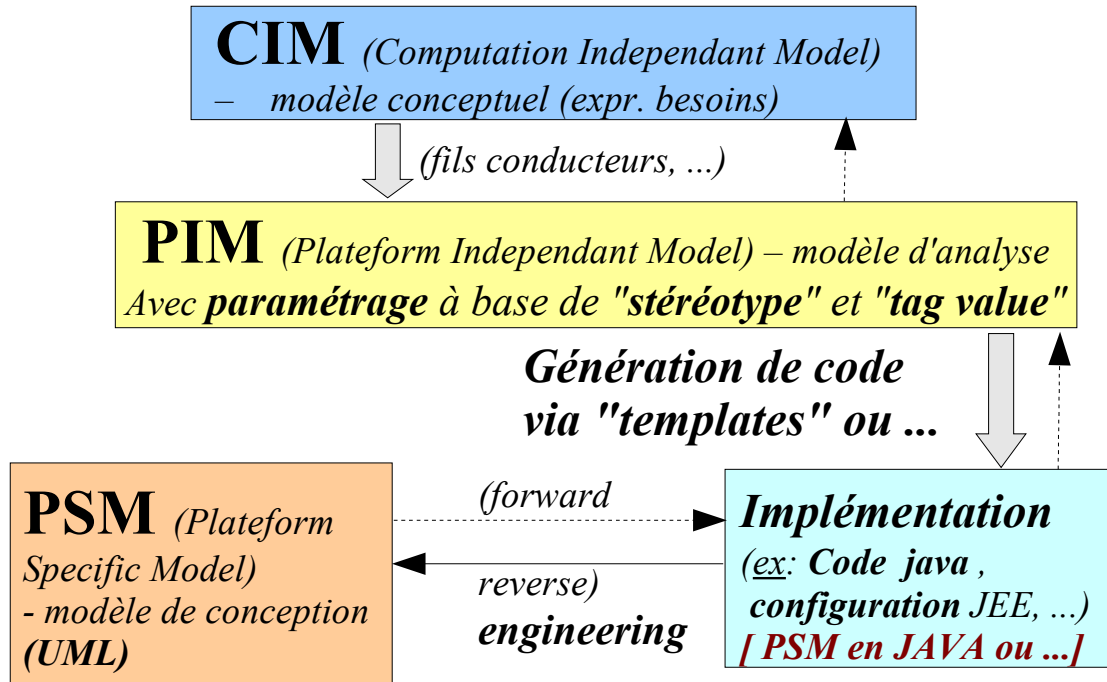 CIM (Computation Independant Model)
– modèle conceptuel (expr. besoins)
(fils conducteurs, ...)
PIM (Plateform Independant Model) – modèle d'analyse
Avec paramétrage à base de "stéréotype" et "tag value"
Génération de code
via "templates" ou ...
PSM (Plateform
Specific Model)
- modèle de conception
(UML)
(forward
reverse)
engineering
Implémentation
(ex: Code java ,
configuration JEE, ...)
[ PSM en JAVA ou ...]